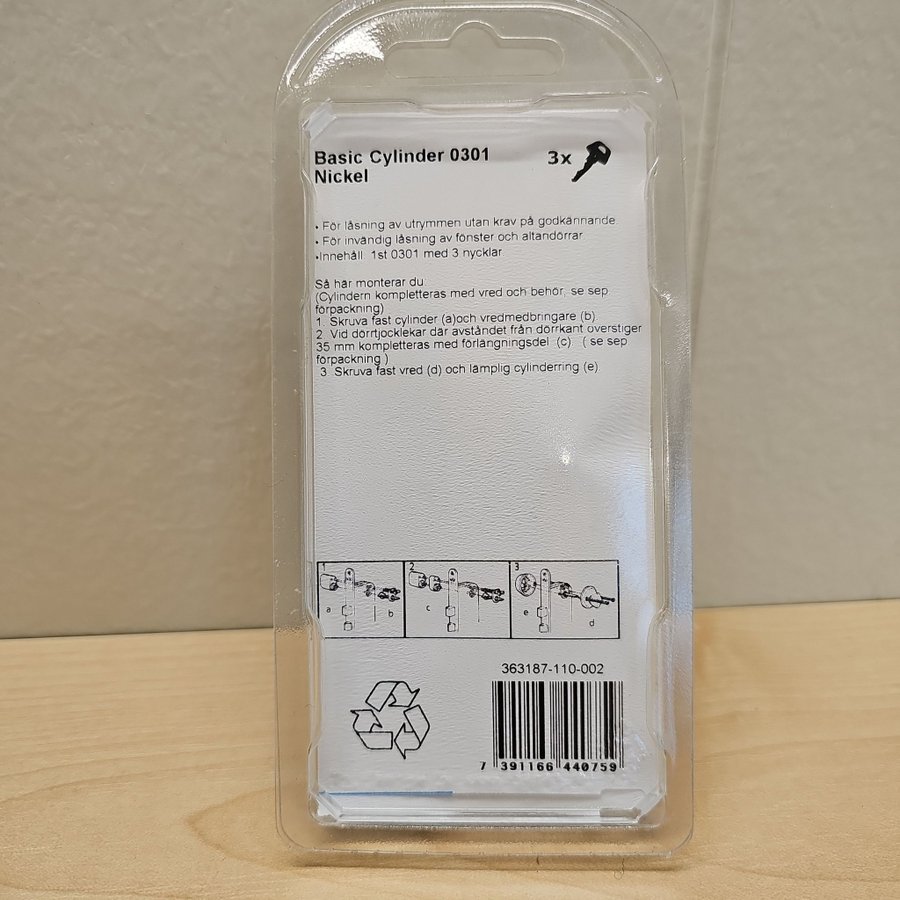 Basic Cylinder 0301
Nickel
3x
• För låsning av utrymmen utan krav på godkännande.
• För invändig låsning av fönster och altandörrar
•Innehåll: 1st 0301 med 3 nycklar
Så här monterar du:
(Cylindern kompletteras med vred och behör, se sep
förpackning)
1. Skruva fast cylinder (a)och vredmedbringare (b)
2. Vid dörrtjocklekar där avståndet från dörrkant överstiger
35 mm kompletteras med förlängningsdel (c) ( se sep
förpackning )
3. Skruva fast vred (d) och lämplig cylinderring (e)
1
a
b
2
c
3
e
d
363187-110-002
7 391166 440759